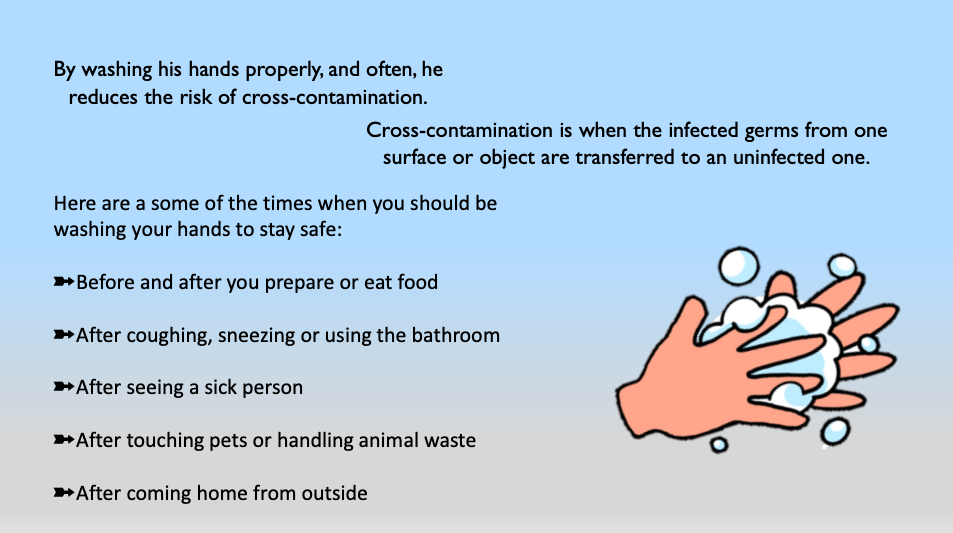 By washing his hands properly, and often, he
reduces the risk of cross-contamination.
Cross-contamination is when the infected germs from one
surface or object are transferred to an uninfected one.
Here are a some of the times when you should be
washing your hands to stay safe:
➽Before and after you prepare or eat food
➽After coughing, sneezing or using the bathroom
➽After seeing a sick person
➽After touching pets or handling animal waste
➽After coming home from outside